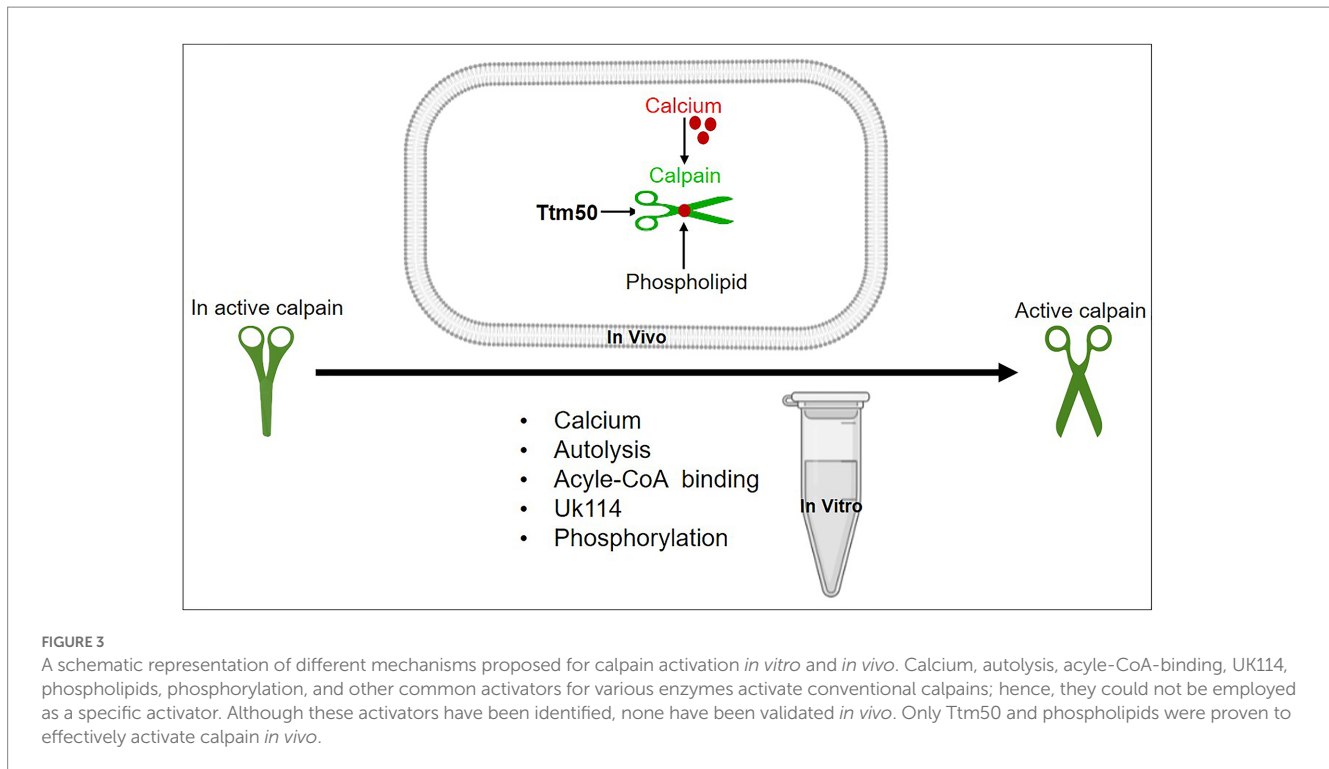 Calcium
Calpain
Ttm50
Phospholipid
In Vivo
In active calpain
Active calpain
• Calcium
• Autolysis
• Acyle-CoA binding
• Uk114
• Phosphorylation
In Vitro
FIGURE 3
A schematic representation of different mechanisms proposed for calpain activation in vitro and in vivo. Calcium, autolysis, acyle-CoA-binding, UK114,
phospholipids, phosphorylation, and other common activators for various enzymes activate conventional calpains; hence, they could not be employed
as a specific activator. Although these activators have been identified, none have been validated in vivo. Only Ttm50 and phospholipids were proven to
effectively activate calpain in vivo.